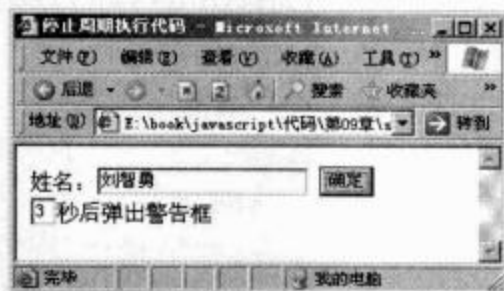 停止周期执行代码 - Microsoft Internet
文件(F) 编辑(E) 查看(V) 收藏(A) 工具(T) »
后退 搜索 收藏夹 »
地址(D) E:\book\javascript\代码\第09章\s 转到
姓名：刘智勇 确定
3 秒后弹出警告框
完毕 我的电脑